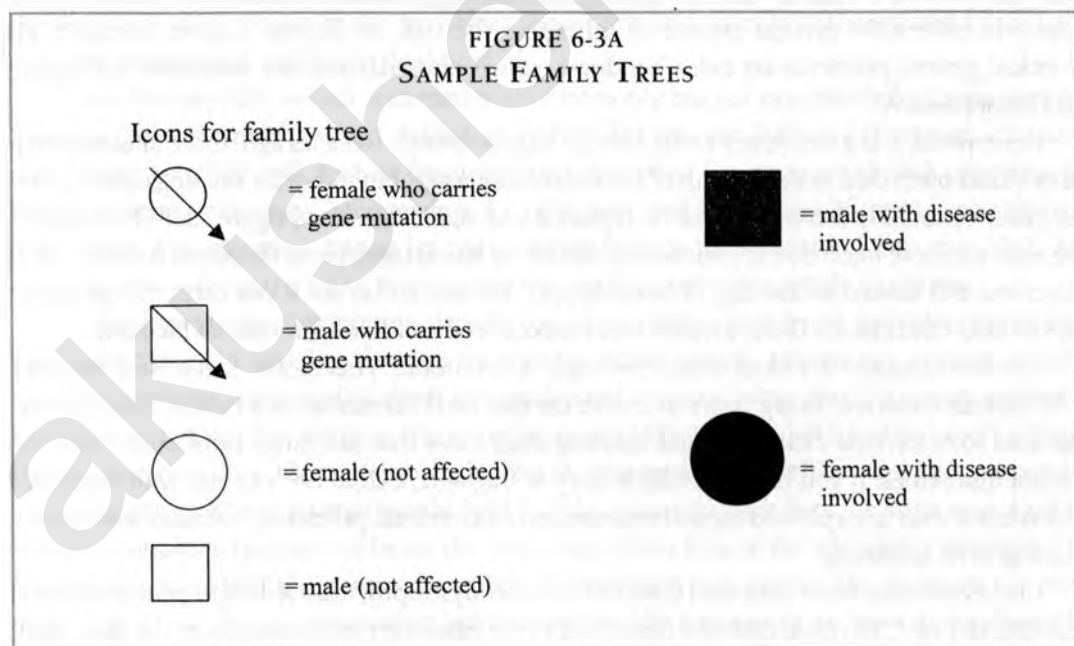 FIGURE 6-3A
SAMPLE FAMILY TREES
Icons for family tree
= female who carries
gene mutation
= male with disease
involved
= male who carries
gene mutation
= female (not affected)
= female with disease
involved
= male (not affected)
akusher